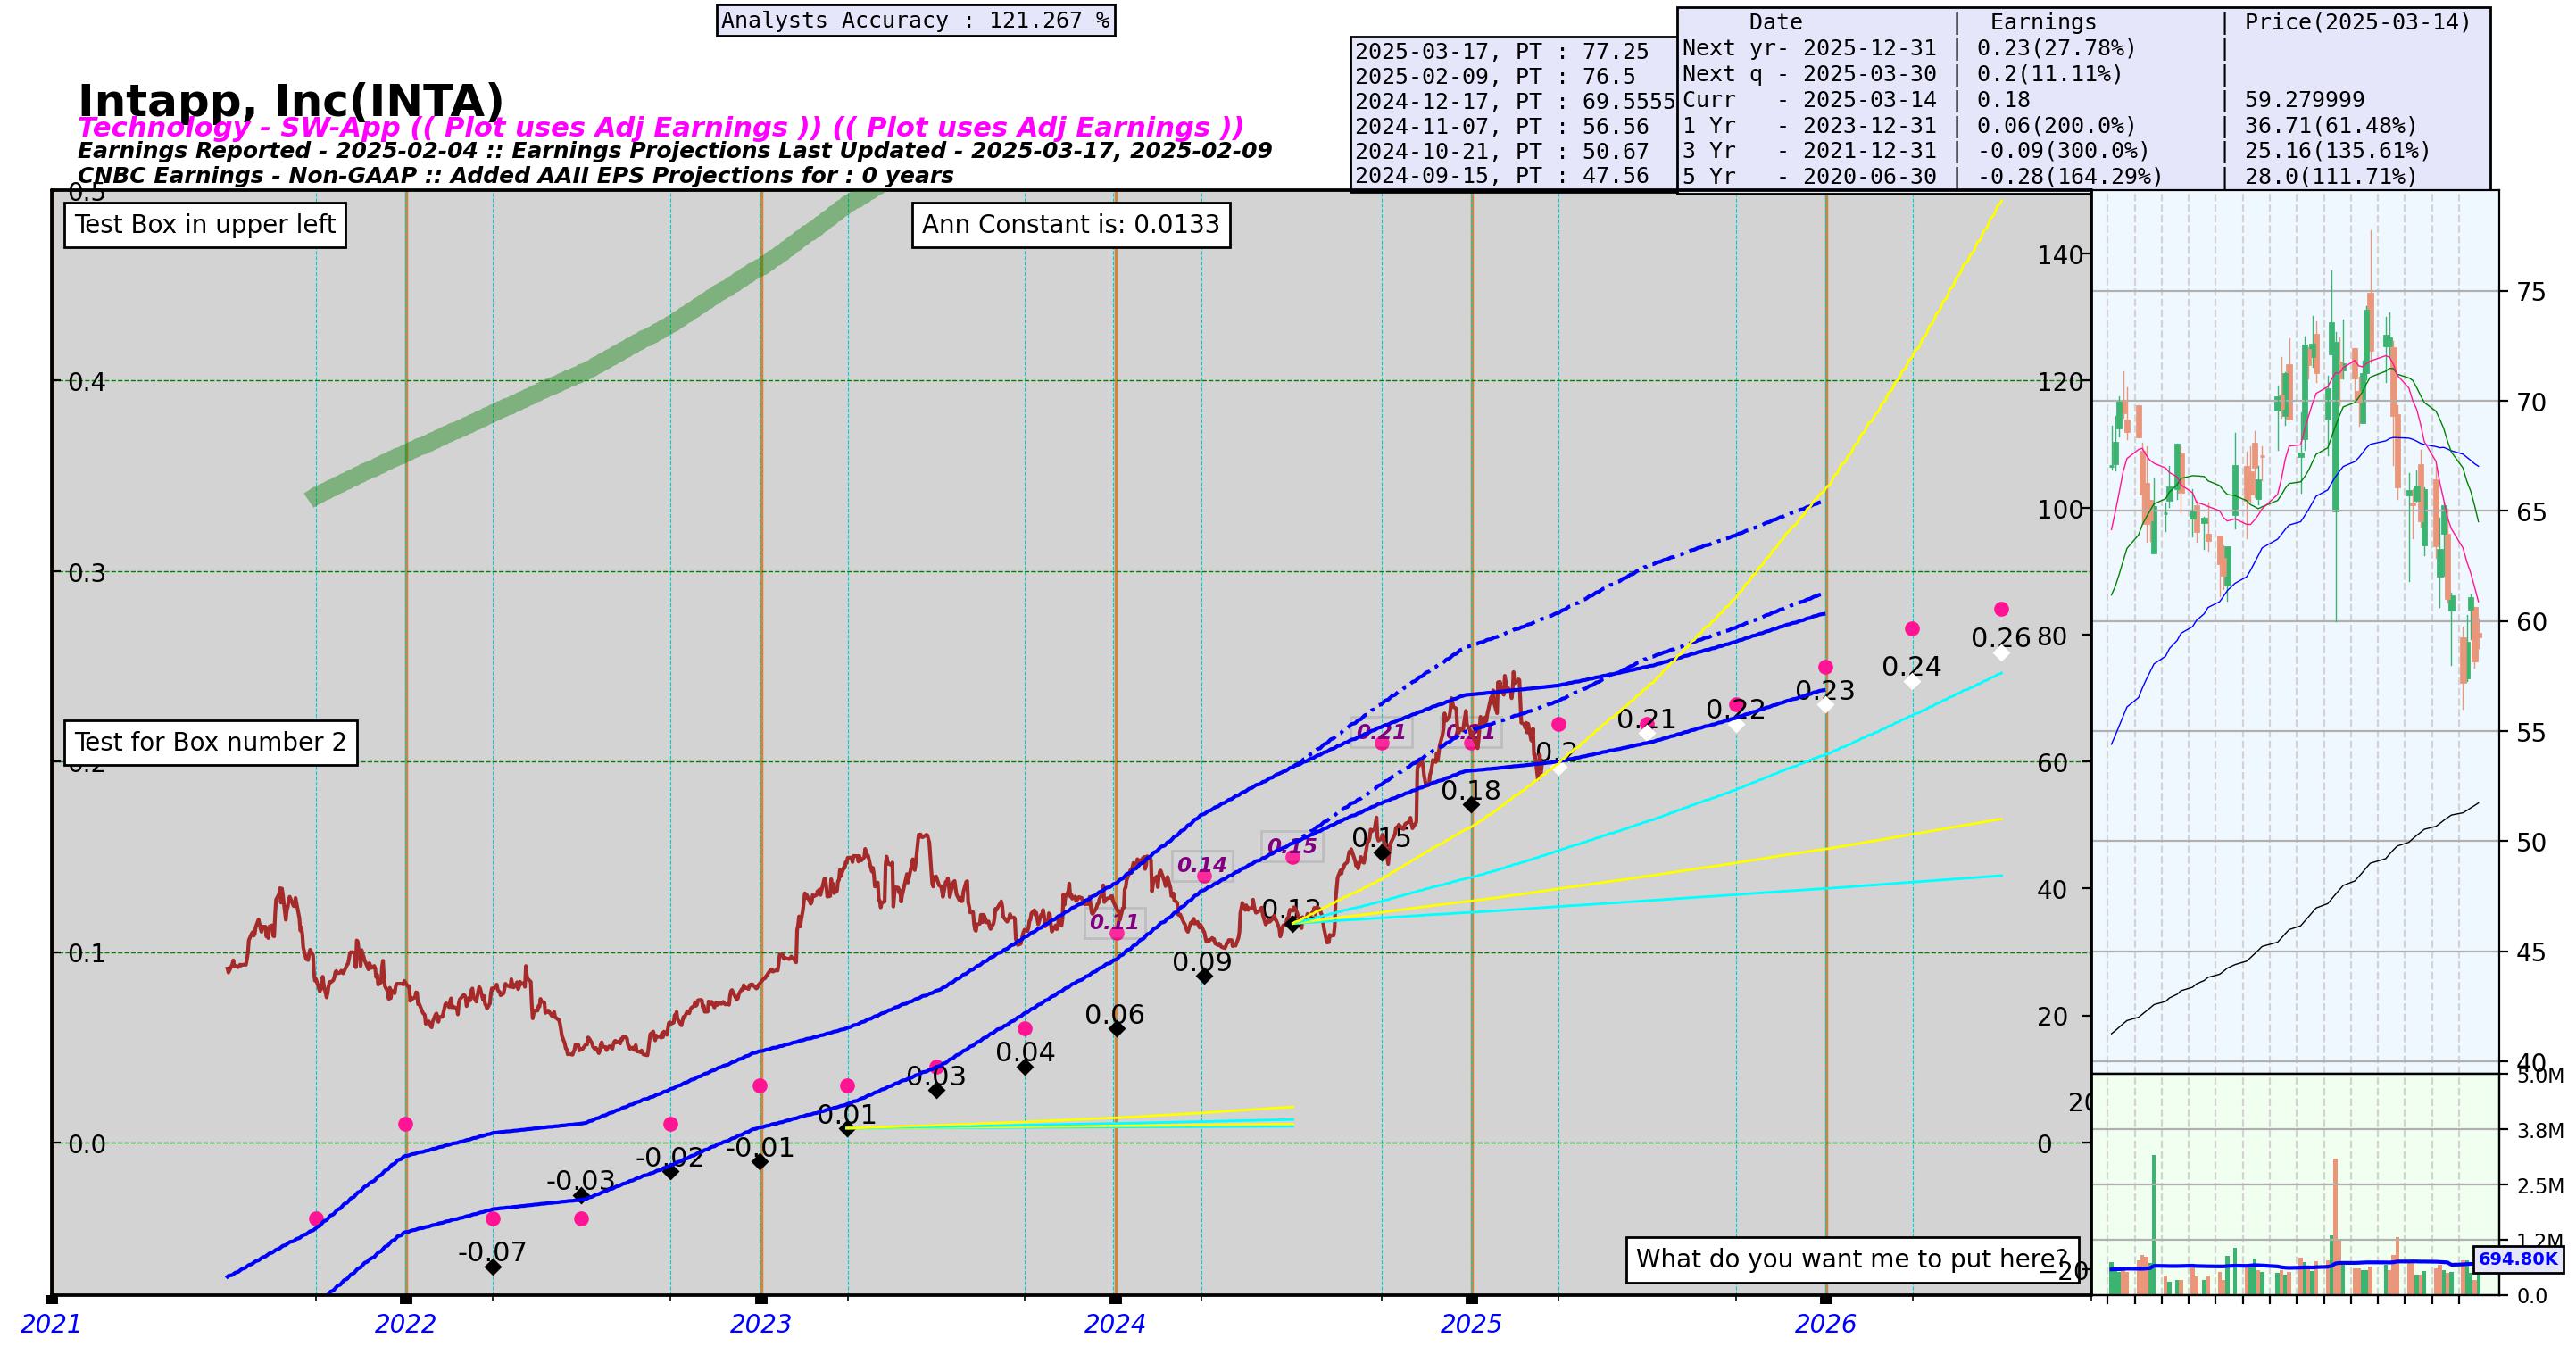 Analysts Accuracy : 121.267 %
Date | Earnings | Price(2025-03-14)
Next yr- 2025-12-31 | 0.23(27.78%) |
Next q - 2025-03-30 | 0.2(11.11%) |
Curr - 2025-03-14 | 0.18 | 59.279999
1 Yr - 2023-12-31 | 0.06(200.0%) | 36.71(61.48%)
3 Yr - 2021-12-31 | -0.09(300.0%) | 25.16(135.61%)
5 Yr - 2020-06-30 | -0.28(164.29%) | 28.0(111.71%)
2025-03-17, PT : 77.25
2025-02-09, PT : 76.5
2024-12-17, PT : 69.5555
2024-11-07, PT : 56.56
2024-10-21, PT : 50.67
2024-09-15, PT : 47.56
Intapp, Inc(INTA)
Technology - SW-App (( Plot uses Adj Earnings )) (( Plot uses Adj Earnings ))
Earnings Reported - 2025-02-04 :: Earnings Projections Last Updated - 2025-03-17, 2025-02-09
CNBC Earnings - Non-GAAP :: Added AAII EPS Projections for : 0 years
Test Box in upper left
Ann Constant is: 0.0133
Test for Box number 2
What do you want me to put here?
0.5
0.4
0.3
0.2
0.1
0.0
140
120
100
80
60
40
20
0
−20
-0.07
-0.03
-0.02
-0.01
0.01
0.03
0.04
0.06
0.09
0.15
0.18
0.2
0.21
0.22
0.23
0.24
0.26
0.11
0.14
0.15
0.21
0.21
75
70
65
60
55
50
45
40
5.0M
3.8M
2.5M
1.2M
694.80K
0.0
2021
2022
2023
2024
2025
2026